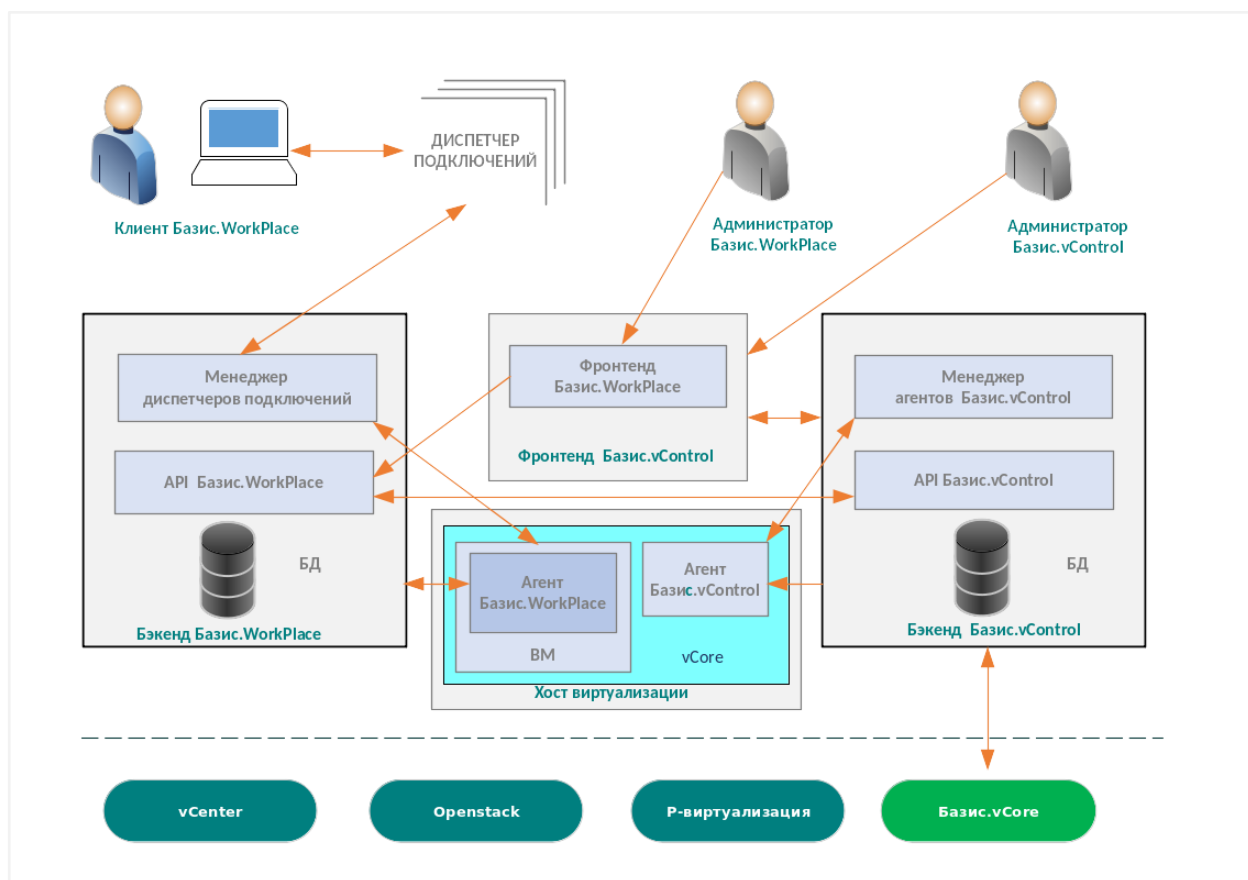 ДИСПЕТЧЕР
ПОДКЛЮЧЕНИЙ
Клиент Базис.WorkPlace
Администратор
Базис.WorkPlace
Администратор
Базис.vControl
Менеджер
диспетчеров подключений
API Базис.WorkPlace
БД
Бэкенд Базис.WorkPlace
Фронтенд
Базис.WorkPlace
Фронтенд Базис.vControl
Менеджер
агентов Базис.vControl
API Базис.vControl
БД
Бэкенд Базис.vControl
Агент
Базис.WorkPlace
ВМ
Агент
Базис.vControl
vCore
Хост виртуализации
vCenter
Openstack
Р-виртуализация
Базис.vCore